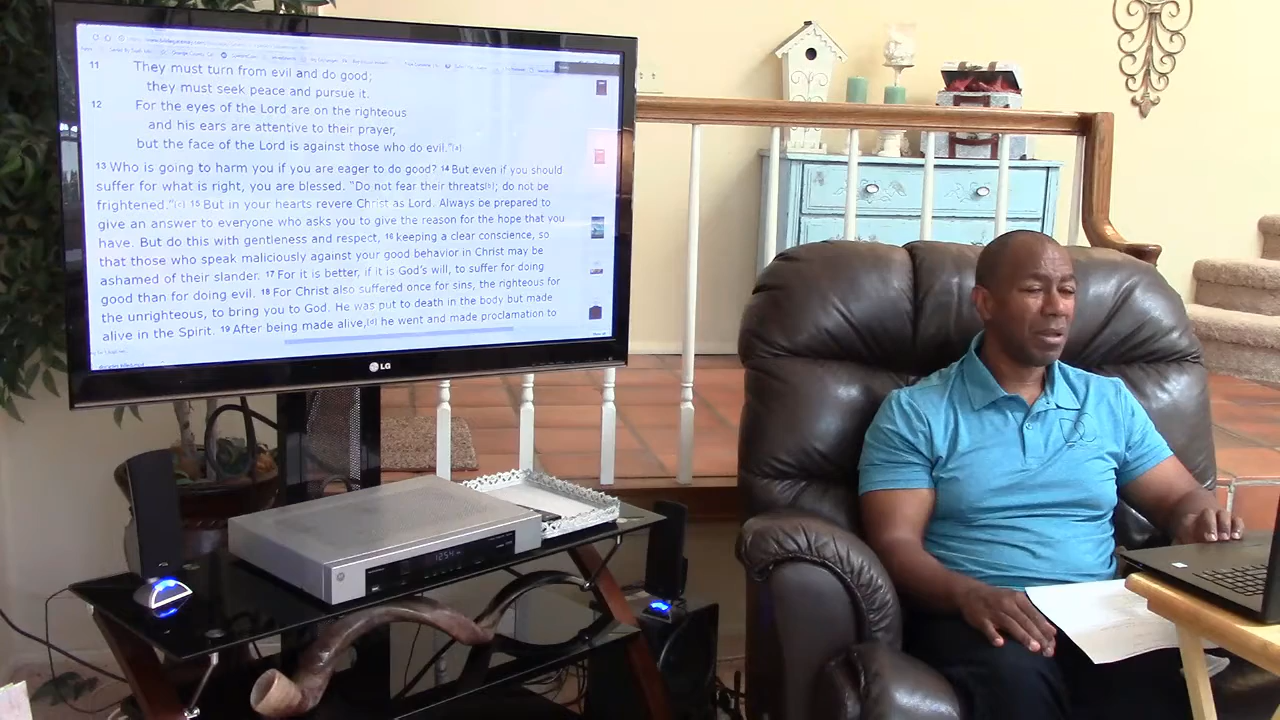 11 They must turn from evil and do good;
they must seek peace and pursue it.
12 For the eyes of the Lord are on the righteous
and his ears are attentive to their prayer,
but the face of the Lord is against those who do evil."[a]
13 Who is going to harm you if you are eager to do good? 14 But even if you should
suffer for what is right, you are blessed. "Do not fear their threats[b]; do not be
frightened."[c] 15 But in your hearts revere Christ as Lord. Always be prepared to
give an answer to everyone who asks you to give the reason for the hope that you
have. But do this with gentleness and respect, 16 keeping a clear conscience, so
that those who speak maliciously against your good behavior in Christ may be
ashamed of their slander. 17 For it is better, if it is God's will, to suffer for doing
good than for doing evil. 18 For Christ also suffered once for sins, the righteous for
the unrighteous, to bring you to God. He was put to death in the body but made
alive in the Spirit. 19 After being made alive,[d] he went and made proclamation to
LG